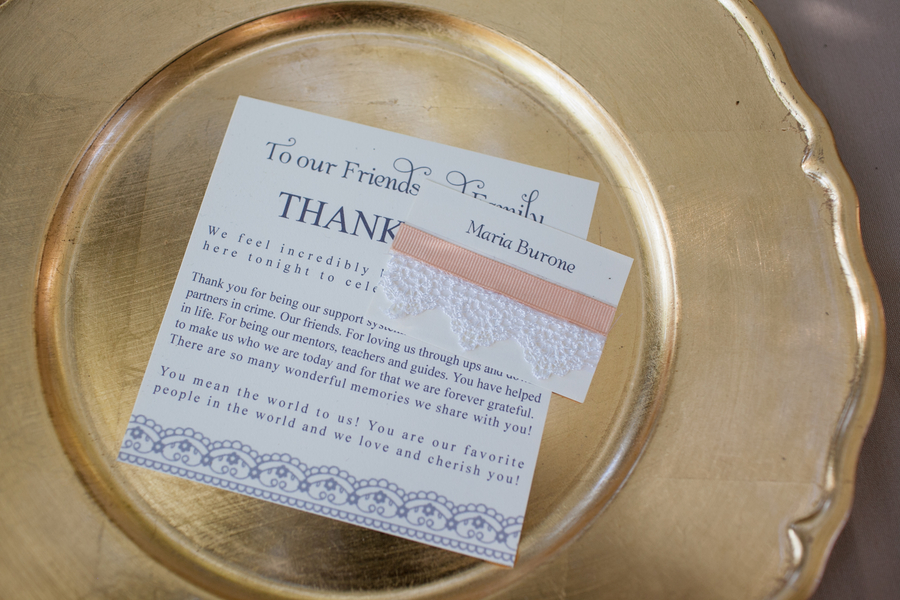 To our Friends Family
THANK
Maria Burone
We feel incredibly
here tonight to cele
Thank you for being our support system
partners in crime. Our friends. For loving us through ups and down
in life. For being our mentors, teachers and guides. You have helped
to make us who we are today and for that we are forever grateful.
There are so many wonderful memories we share with you!
You mean the world to us! You are our favorite
people in the world and we love and cherish you!